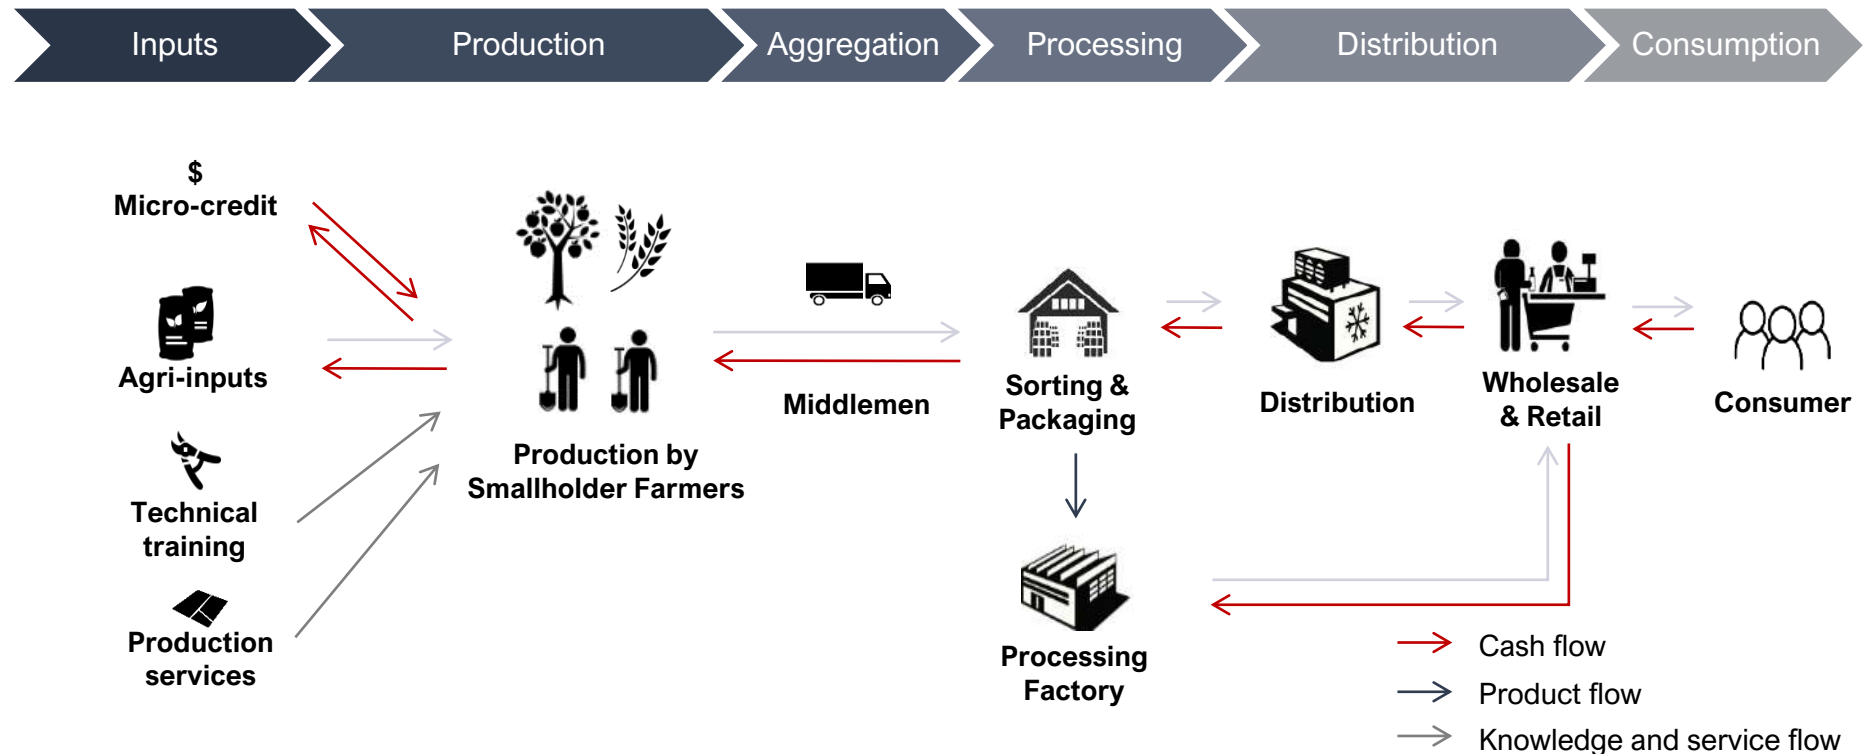 Inputs
Production
Aggregation
Processing
Distribution
Consumption
$
Micro-credit
Agri-inputs
Technical
training
Production
services
Production by
Smallholder Farmers
Middlemen
Sorting &
Packaging
Processing
Factory
Distribution
Wholesale
& Retail
Consumer
Cash flow
Product flow
Knowledge and service flow